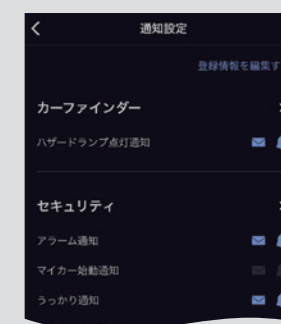 通知設定
登録情報を編集す
カーファインダー
ハザードランプ点灯通知
セキュリティ
アラーム通知
マイカー始動通知
うっかり通知